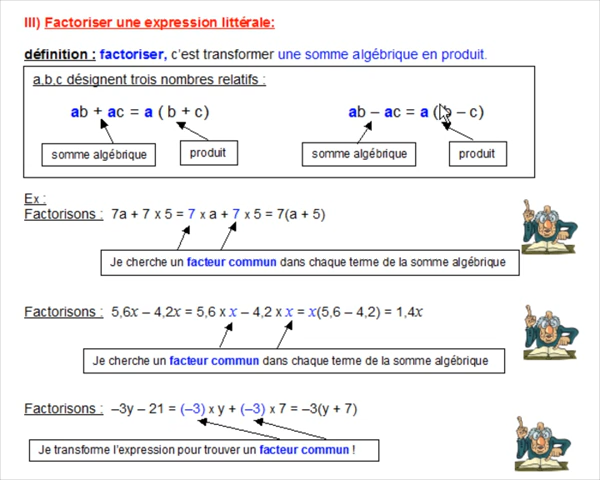 III) Factoriser une expression littérale:
définition : factoriser, c'est transformer une somme algébrique en produit.
a,b,c désignent trois nombres relatifs :
ab + ac = a ( b + c)
ab – ac = a (b – c)
somme algébrique
produit
somme algébrique
produit
Ex :
Factorisons : 7a + 7 x 5 = 7 x a + 7 x 5 = 7(a + 5)
Je cherche un facteur commun dans chaque terme de la somme algébrique
Factorisons : 5,6x – 4,2x = 5,6 x x – 4,2 x x = x(5,6 – 4,2) = 1,4x
Je cherche un facteur commun dans chaque terme de la somme algébrique
Factorisons : –3y – 21 = (–3) x y + (–3) x 7 = –3(y + 7)
Je transforme l'expression pour trouver un facteur commun !